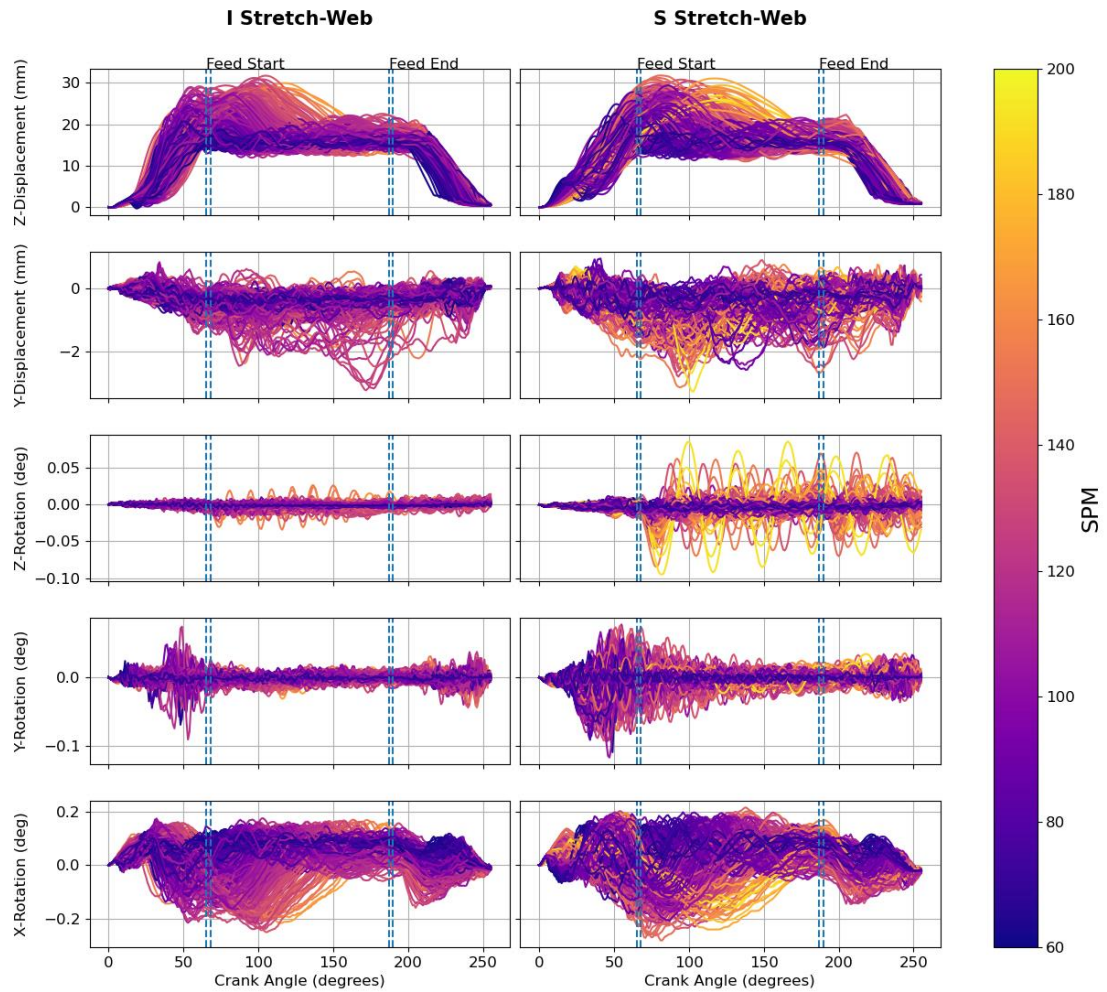 I Stretch-Web
S Stretch-Web
Feed Start
Feed End
Feed Start
Feed End
Z-Displacement (mm)
30
20
10
0
Y-Displacement (mm)
0
−2
Z-Rotation (deg)
0.05
0.00
−0.05
−0.10
Y-Rotation (deg)
0.0
−0.1
X-Rotation (deg)
0.2
0.0
−0.2
0
50
100
150
200
250
0
50
100
150
200
250
Crank Angle (degrees)
Crank Angle (degrees)
200
180
160
140
120
100
80
60
SPM